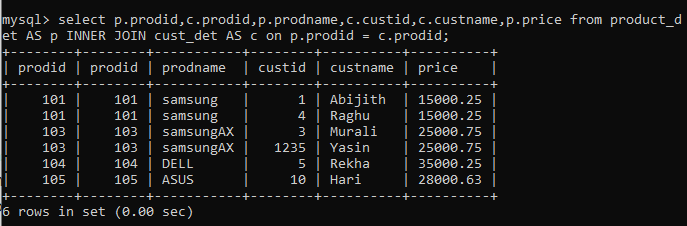 mysql> select p.prodid,c.prodid,p.prodname,c.custid,c.custname,p.price from product_d
et AS p INNER JOIN cust_det AS c on p.prodid = c.prodid;
+--------+--------+-----------+--------+----------+----------+
| prodid | prodid | prodname  | custid | custname | price    |
+--------+--------+-----------+--------+----------+----------+
|    101 |    101 | samsung   |      1 | Abijith  | 15000.25 |
|    101 |    101 | samsung   |      4 | Raghu    | 15000.25 |
|    103 |    103 | samsungAX |      3 | Murali   | 25000.75 |
|    103 |    103 | samsungAX |   1235 | Yasin    | 25000.75 |
|    104 |    104 | DELL      |      5 | Rekha    | 35000.25 |
|    105 |    105 | ASUS      |     10 | Hari     | 28000.63 |
+--------+--------+-----------+--------+----------+----------+
6 rows in set (0.00 sec)